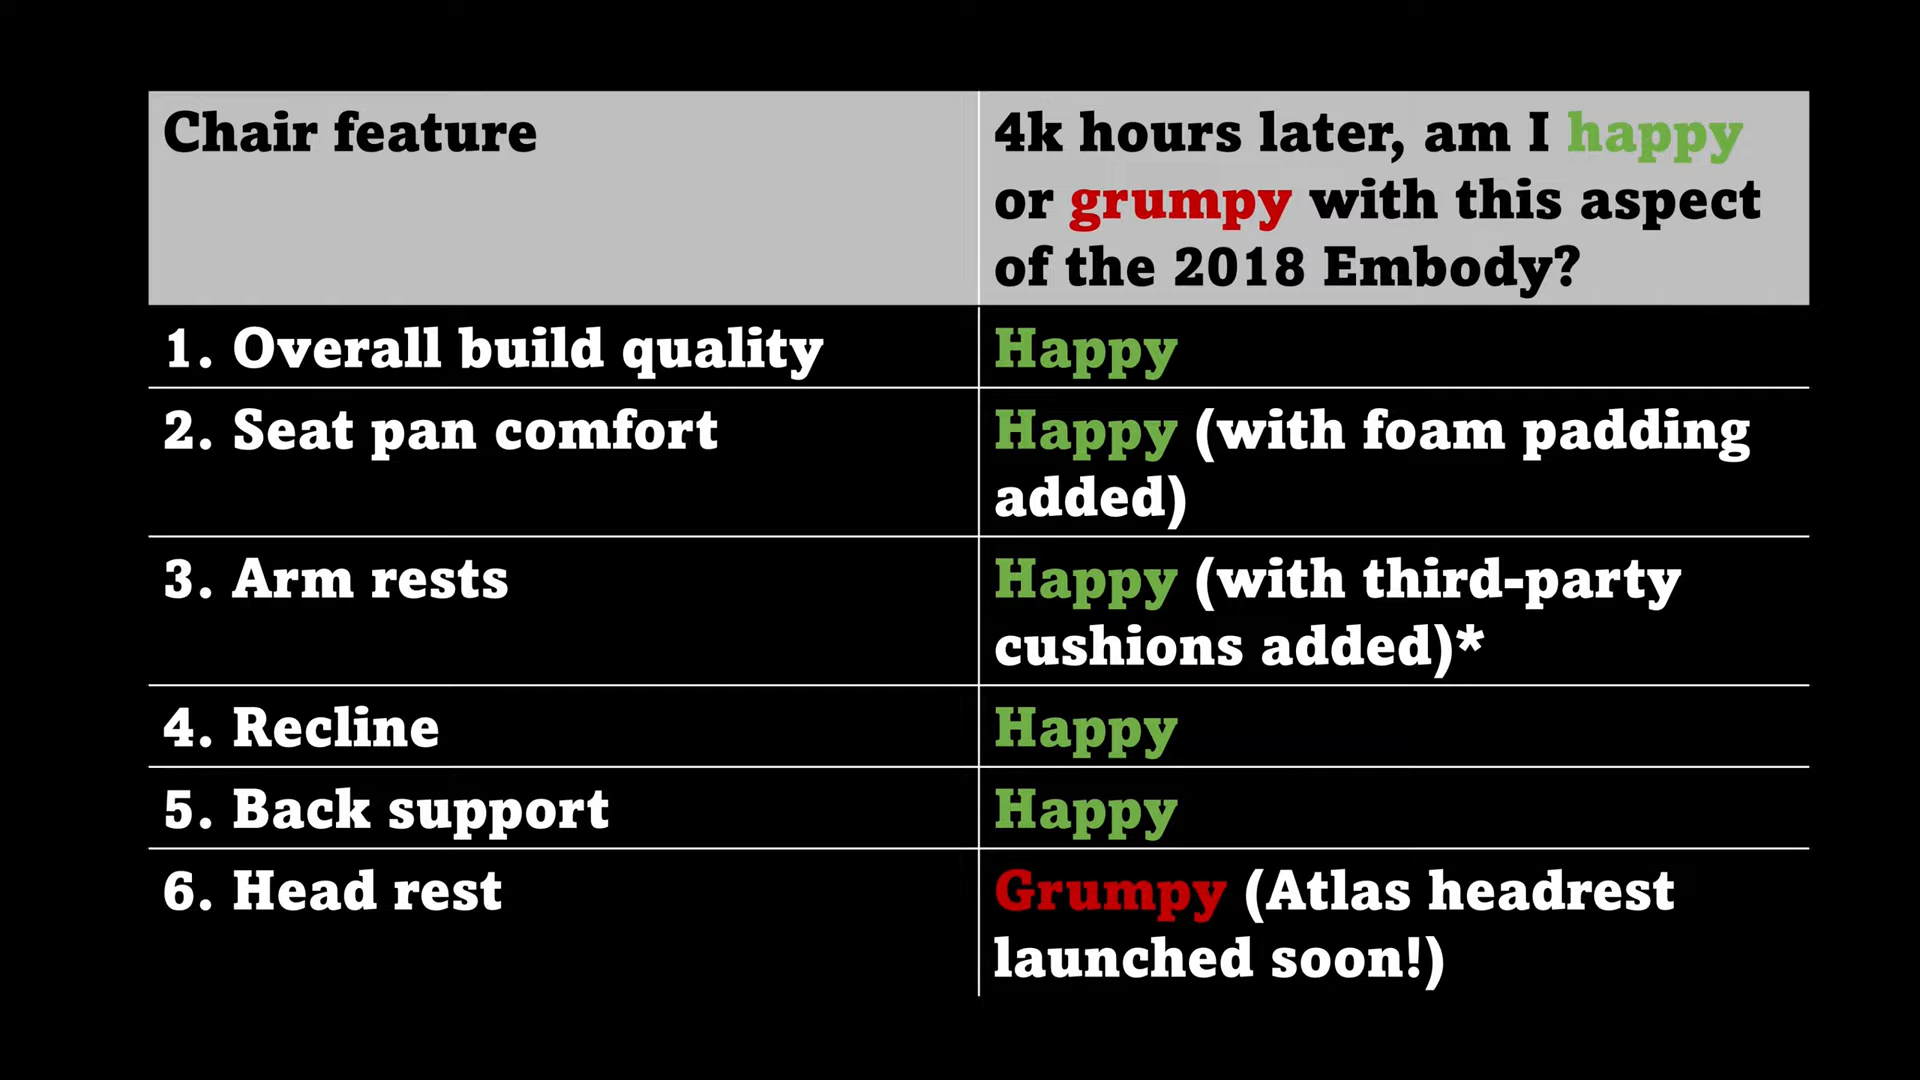 Chair feature
4k hours later, am I happy
or grumpy with this aspect
of the 2018 Embody?
1. Overall build quality
Happy
2. Seat pan comfort
Happy (with foam padding
added)
3. Arm rests
Happy (with third-party
cushions added)*
4. Recline
Happy
5. Back support
Happy
6. Head rest
Grumpy (Atlas headrest
launched soon!)